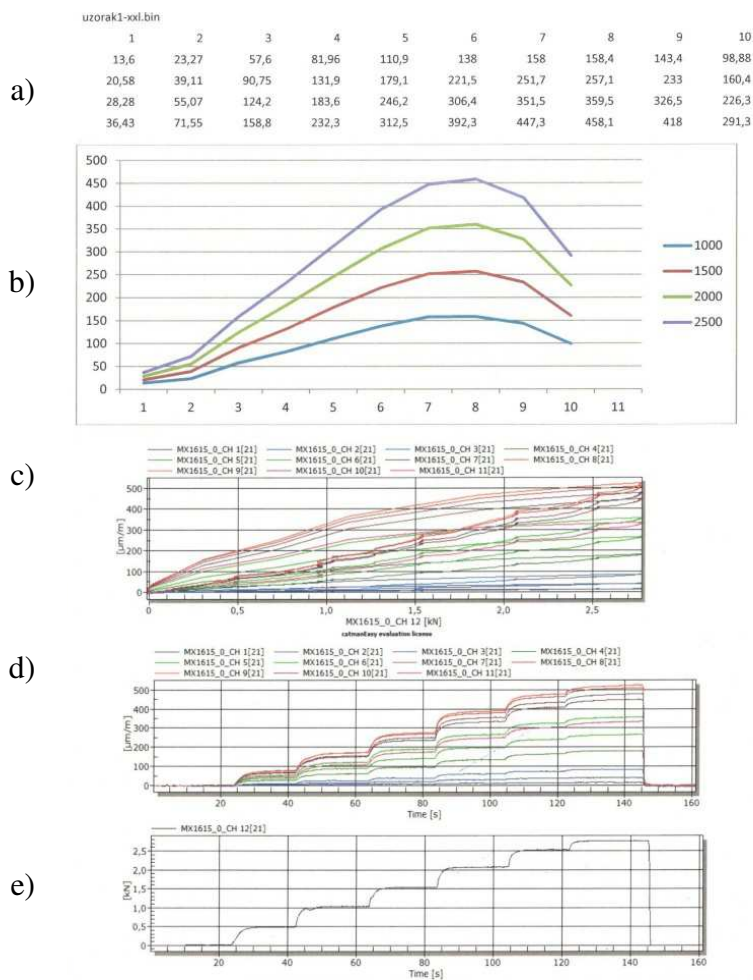 uzorak1-xxl.bin
1 2 3 4 5 6 7 8 9 10
13,6 23,27 57,6 81,96 110,9 138 158 158,4 143,4 98,88
a)
20,58 39,11 90,75 131,9 179,1 221,5 251,7 257,1 233 160,4
28,28 55,07 124,2 183,6 246,2 306,4 351,5 359,5 326,5 226,3
36,43 71,55 158,8 232,3 312,5 392,3 447,3 458,1 418 291,3
b)
500
450
400
350
300
250
200
150
100
50
0
1 2 3 4 5 6 7 8 9 10 11
1000
1500
2000
2500
c)
MX1615_0_CH 1[21] MX1615_0_CH 2[21] MX1615_0_CH 3[21] MX1615_0_CH 4[21]
MX1615_0_CH 5[21] MX1615_0_CH 6[21] MX1615_0_CH 7[21] MX1615_0_CH 8[21]
MX1615_0_CH 9[21] MX1615_0_CH 10[21] MX1615_0_CH 11[21]
[µm/m]
500
400
300
200
100
0
0 0,5 1,0 1,5 2,0 2,5
MX1615_0_CH 12 [kN]
catmanEasy evaluation license
d)
MX1615_0_CH 1[21] MX1615_0_CH 2[21] MX1615_0_CH 3[21] MX1615_0_CH 4[21]
MX1615_0_CH 5[21] MX1615_0_CH 6[21] MX1615_0_CH 7[21] MX1615_0_CH 8[21]
MX1615_0_CH 9[21] MX1615_0_CH 10[21] MX1615_0_CH 11[21]
[µm/m]
500
400
300
200
100
0
0 20 40 60 80 100 120 140 160
Time [s]
e)
MX1615_0_CH 12[21]
[kN]
2,5
2,0
1,5
1,0
0,5
0
0 20 40 60 80 100 120 140 160
Time [s]